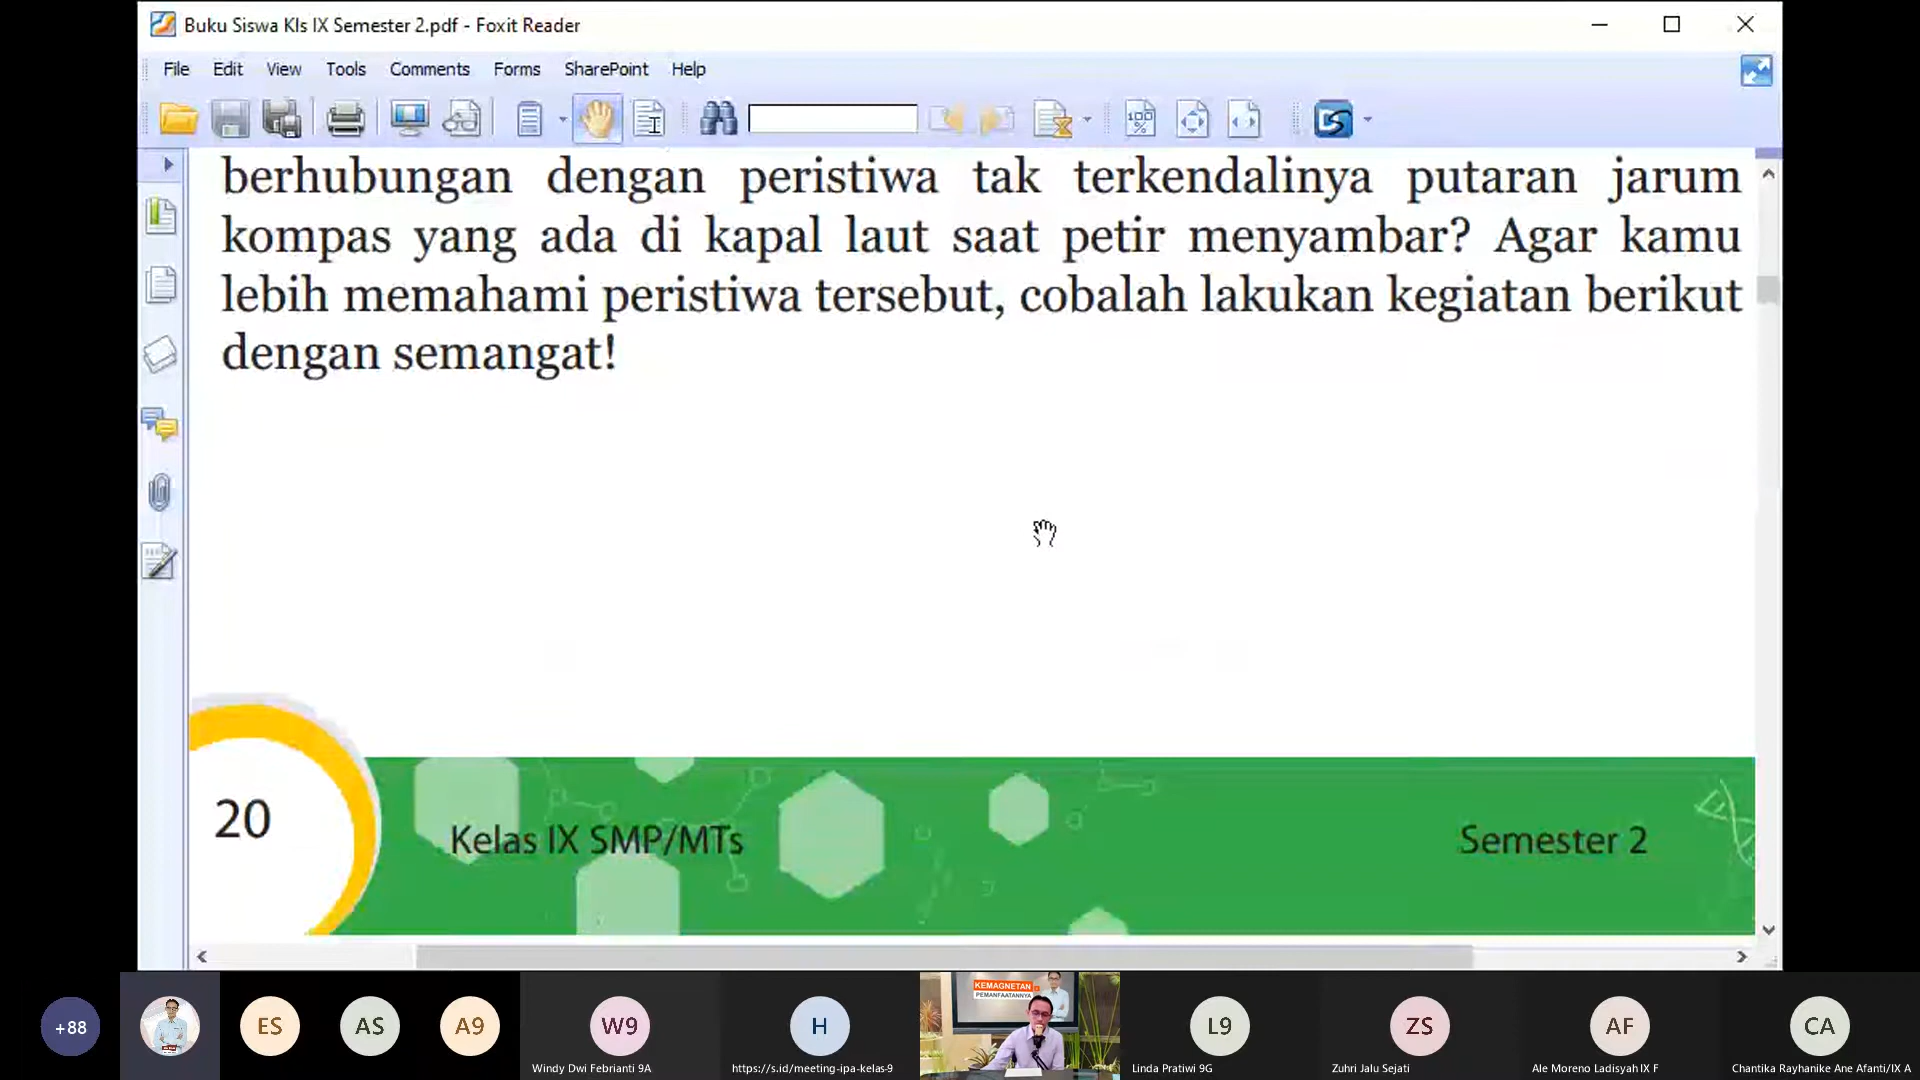 Buku Siswa Kls IX Semester 2.pdf - Foxit Reader
File Edit View Tools Comments Forms SharePoint Help
berhubungan dengan peristiwa tak terkendalinya putaran jarum
kompas yang ada di kapal laut saat petir menyambar? Agar kamu
lebih memahami peristiwa tersebut, cobalah lakukan kegiatan berikut
dengan semangat!
20
Kelas IX SMP/MTs
Semester 2
+88
ES
AS
A9
W9
Windy Dwi Febrianti 9A
H
https://s.id/meeting-ipa-kelas-9
KEMAGNETAN
PEMANFAATANNYA
L9
Linda Pratiwi 9G
ZS
Zuhri Jalu Sejati
AF
Ale Moreno Ladisyah IX F
CA
Chantika Rayhanike Ane Afanti/IX A